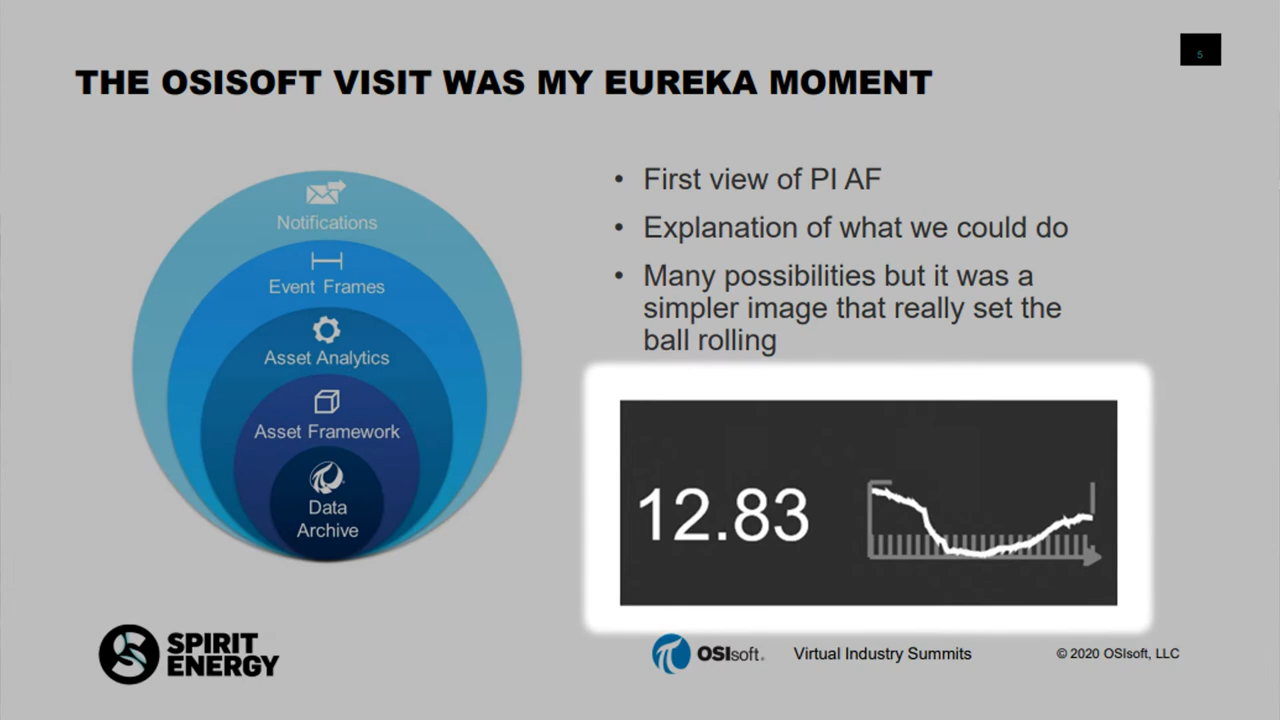 5
THE OSISOFT VISIT WAS MY EUREKA MOMENT
Notifications
Event Frames
Asset Analytics
Asset Framework
Data
Archive
• First view of PI AF
• Explanation of what we could do
• Many possibilities but it was a
simpler image that really set the
ball rolling
12.83
SPIRIT
ENERGY
OSIsoft.
Virtual Industry Summits
© 2020 OSIsoft, LLC